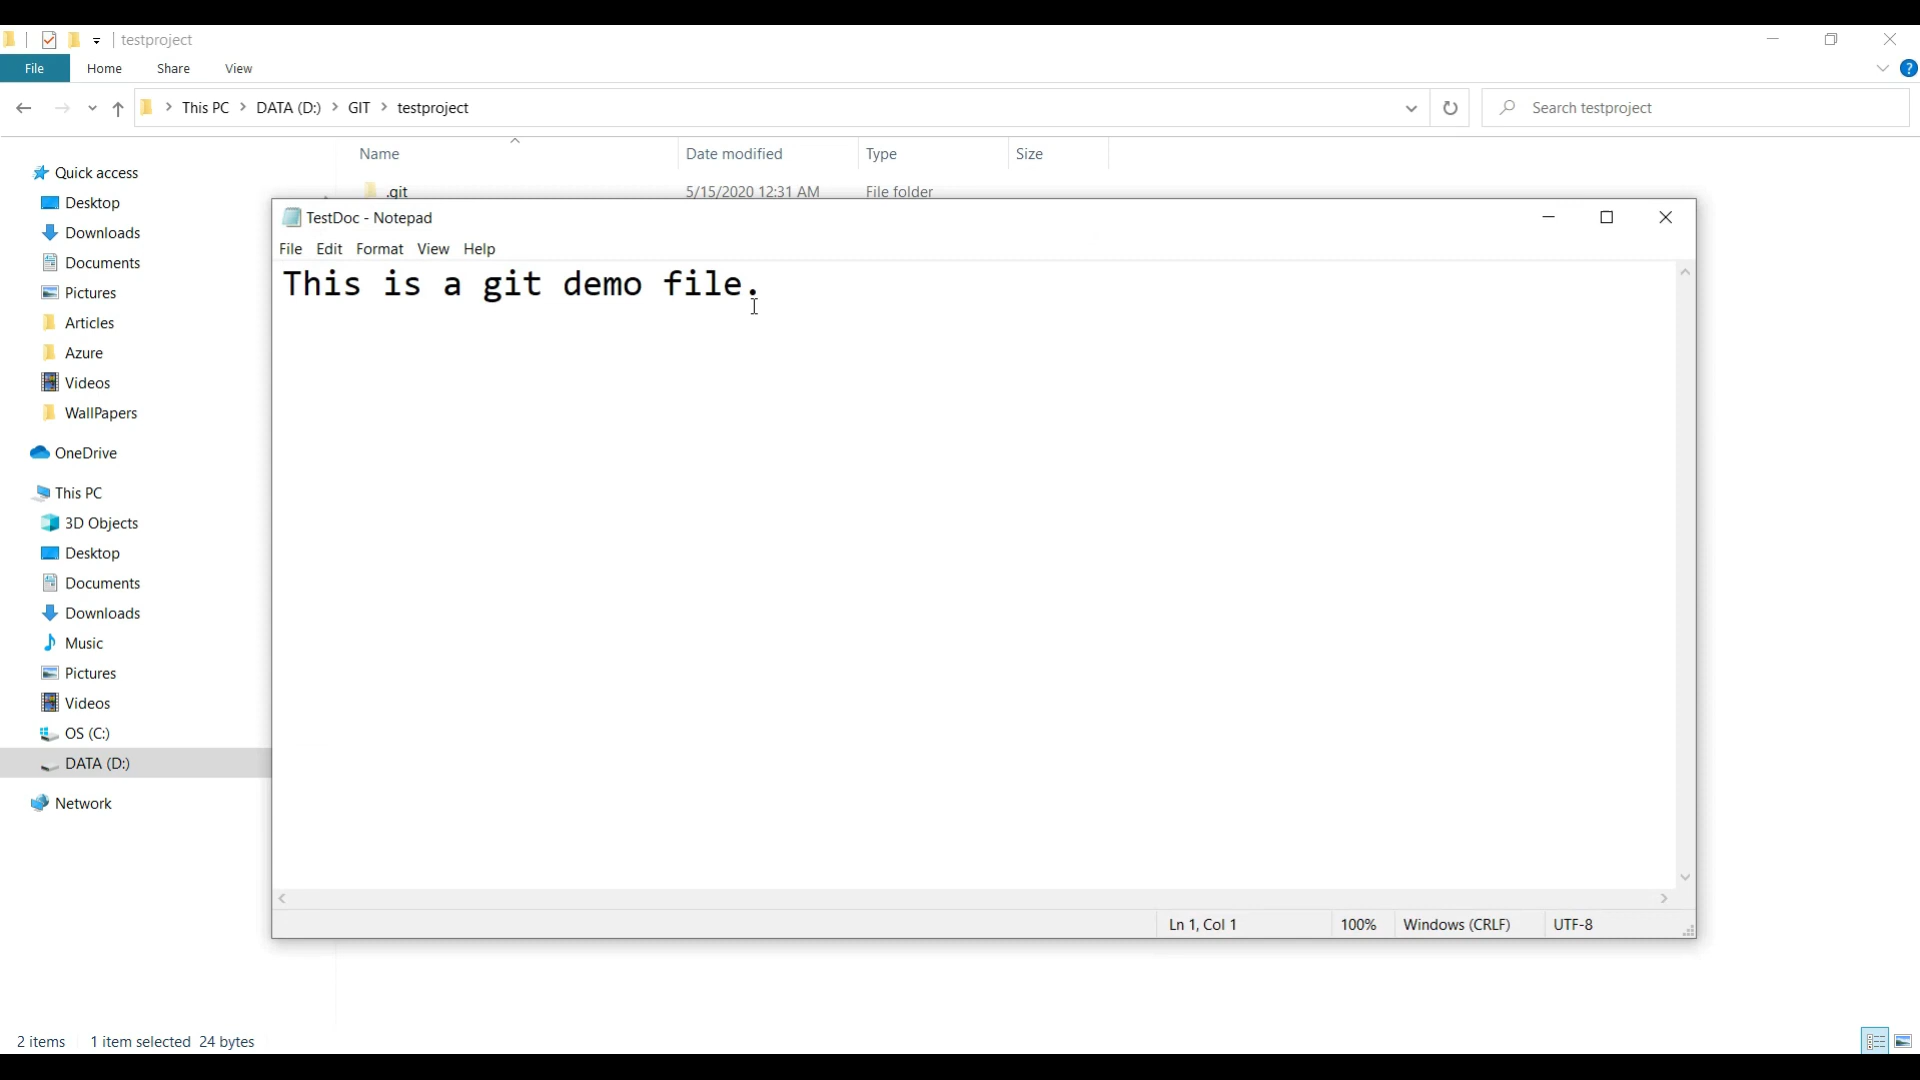 testproject
File Home Share View
This PC DATA (D:) GIT testproject
Search testproject
Name Date modified Type Size
.git 5/15/2020 12:31 AM File folder
Quick access
Desktop
Downloads
Documents
Pictures
Articles
Azure
Videos
WallPapers
OneDrive
This PC
3D Objects
Desktop
Documents
Downloads
Music
Pictures
Videos
OS (C:)
DATA (D:)
Network
TestDoc - Notepad
File Edit Format View Help
This is a git demo file.
Ln 1, Col 1 100% Windows (CRLF) UTF-8
2 items 1 item selected 24 bytes